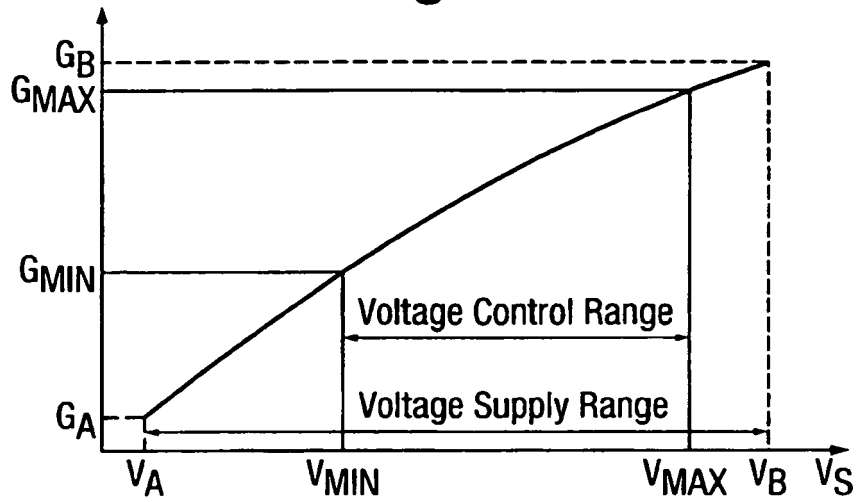 G_B
G_MAX
G_MIN
Voltage Control Range
Voltage Supply Range
G_A
V_A V_MIN V_MAX V_B V_S